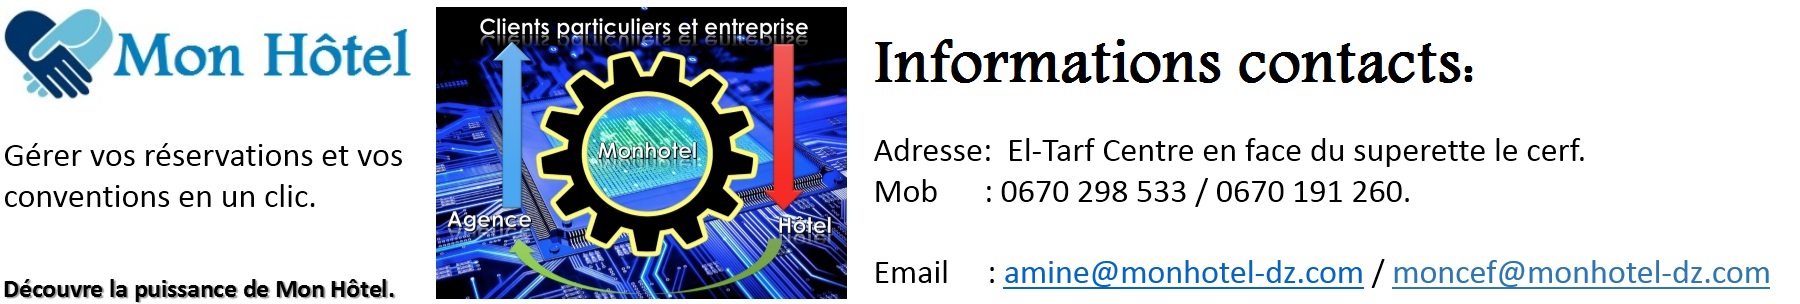 Mon Hôtel
Gérer vos réservations et vos
conventions en un clic.
Découvre la puissance de Mon Hôtel.
Clients particuliers et entreprise
Monhotel
Agence
Hôtel
Informations contacts:
Adresse: El-Tarf Centre en face du superette le cerf.
Mob : 0670 298 533 / 0670 191 260.
Email : amine@monhotel-dz.com / moncef@monhotel-dz.com